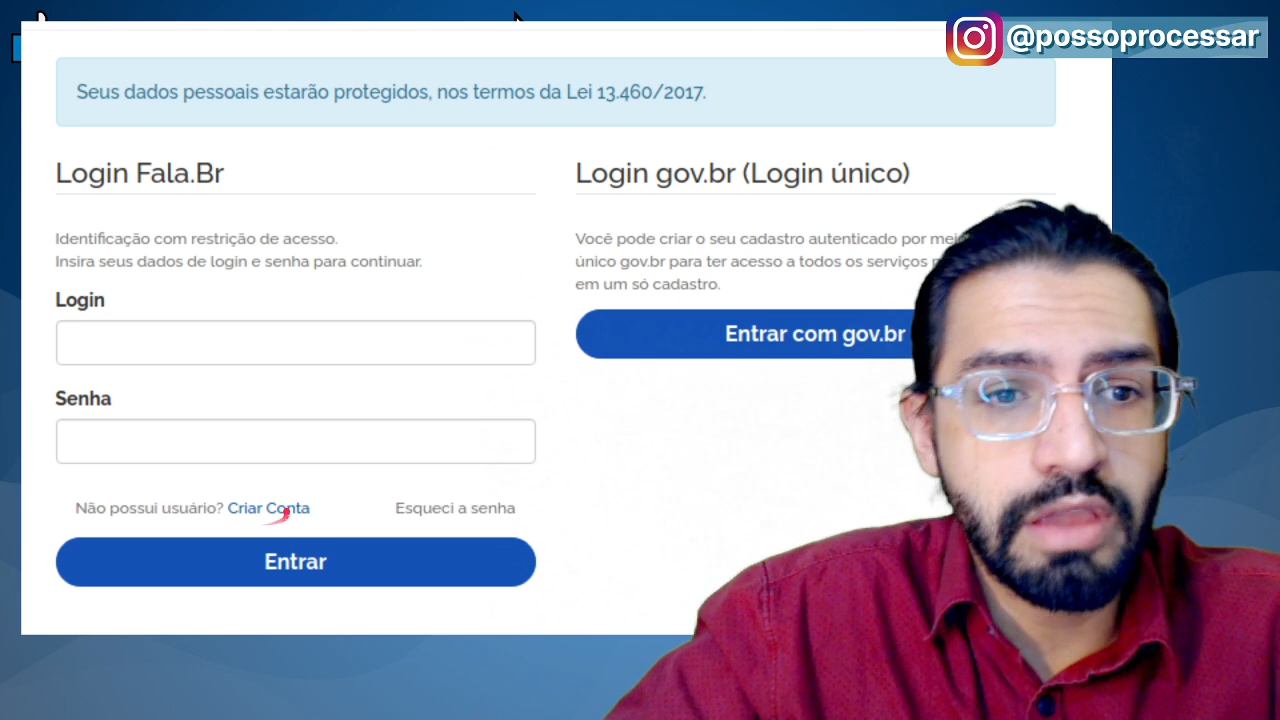 @possoprocessar
Seus dados pessoais estarão protegidos, nos termos da Lei 13.460/2017.
Login Fala.Br
Identificação com restrição de acesso.
Insira seus dados de login e senha para continuar.
Login
Senha
Não possui usuário? Criar Conta
Esqueci a senha
Entrar
Login gov.br (Login único)
Você pode criar o seu cadastro autenticado por
único gov.br para ter acesso a todos os serviços
em um só cadastro.
Entrar com gov.br